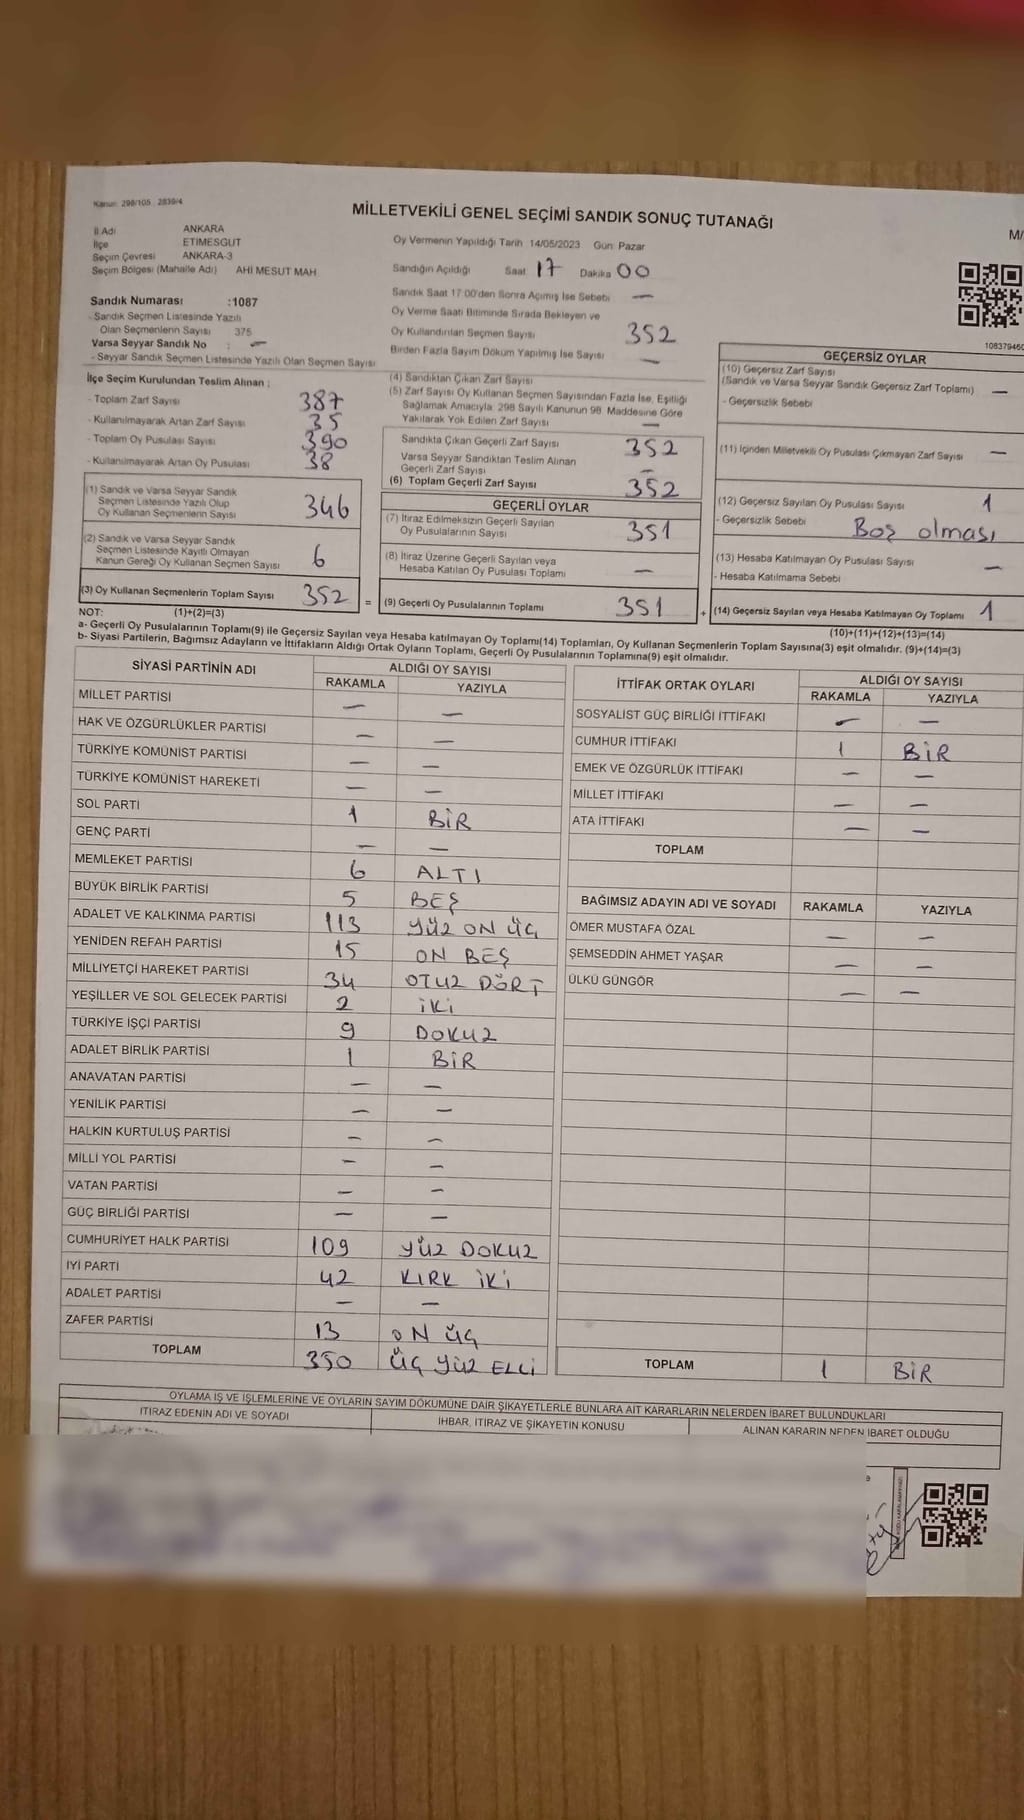 Kanun: 298/105, 2839/4
MİLLETVEKİLİ GENEL SEÇİMİ SANDIK SONUÇ TUTANAĞI
M/
İl Adı ANKARA
İlçe ETİMESGUT
Seçim Çevresi ANKARA-3
Seçim Bölgesi (Mahalle Adı) AHİ MESUT MAH
Sandık Numarası :1087
- Sandık Seçmen Listesinde Yazılı
Olan Seçmenlerin Sayısı 375
Varsa Seyyar Sandık No : —
- Seyyar Sandık Seçmen Listesinde Yazılı Olan Seçmen Sayısı
Oy Vermenin Yapıldığı Tarih 14/05/2023 Gün: Pazar
Sandığın Açıldığı Saat 17 Dakika 00
Sandık Saat 17:00'den Sonra Açımış İse Sebebi —
Oy Verme Saati Bitiminde Sırada Bekleyen ve
Oy Kullandırılan Seçmen Sayısı 352
Birden Fazla Sayım Döküm Yapılmış İse Sayısı —
10837946
İlçe Seçim Kurulundan Teslim Alınan ;
- Toplam Zarf Sayısı 387
- Kullanılmayarak Artan Zarf Sayısı 35
- Toplam Oy Pusulası Sayısı 390
- Kullanılmayarak Artan Oy Pusulası 38
(4) Sandıktan Çıkan Zarf Sayısı
(5) Zarf Sayısı Oy Kullanan Seçmen Sayısından Fazla İse, Eşitliği
Sağlamak Amacıyla 298 Sayılı Kanunun 98. Maddesine Göre
Yakılarak Yok Edilen Zarf Sayısı —
Sandıkta Çıkan Geçerli Zarf Sayısı 352
Varsa Seyyar Sandıktan Teslim Alınan
Geçerli Zarf Sayısı —
(6) Toplam Geçerli Zarf Sayısı 352
(1) Sandık ve Varsa Seyyar Sandık
Seçmen Listesinde Yazılı Olup
Oy Kullanan Seçmenlerin Sayısı 346
(2) Sandık ve Varsa Seyyar Sandık
Seçmen Listesinde Kayıtlı Olmayan
Kanun Gereği Oy Kullanan Seçmen Sayısı 6
(3) Oy Kullanan Seçmenlerin Toplam Sayısı 352 =
GEÇERLİ OYLAR
(7) İtiraz Edilmeksizin Geçerli Sayılan
Oy Pusulalarının Sayısı 351
(8) İtiraz Üzerine Geçerli Sayılan veya
Hesaba Katılan Oy Pusulası Toplamı —
(9) Geçerli Oy Pusulalarının Toplamı 351 +
GEÇERSİZ OYLAR
(10) Geçersiz Zarf Sayısı
(Sandık ve Varsa Seyyar Sandık Geçersiz Zarf Toplamı) —
- Geçersizlik Sebebi
(11) İçinden Milletvekili Oy Pusulası Çıkmayan Zarf Sayısı —
(12) Geçersiz Sayılan Oy Pusulası Sayısı 1
- Geçersizlik Sebebi Boş olması
(13) Hesaba Katılmayan Oy Pusulası Sayısı —
- Hesaba Katılmama Sebebi
(14) Geçersiz Sayılan veya Hesaba Katılmayan Oy Toplamı 1
NOT: (1)+(2)=(3)
(10)+(11)+(12)+(13)=(14)
a- Geçerli Oy Pusulalarının Toplamı(9) ile Geçersiz Sayılan veya Hesaba katılmayan Oy Toplamı(14) Toplamları, Oy Kullanan Seçmenlerin Toplam Sayısına(3) eşit olmalıdır. (9)+(14)=(3)
b- Siyasi Partilerin, Bağımsız Adayların ve İttifakların Aldığı Ortak Oyların Toplamı, Geçerli Oy Pusulalarının Toplamına(9) eşit olmalıdır.
SİYASİ PARTİNİN ADI ALDIĞI OY SAYISI
RAKAMLA YAZIYLA
MİLLET PARTİSİ — —
HAK VE ÖZGÜRLÜKLER PARTİSİ — —
TÜRKİYE KOMÜNİST PARTİSİ — —
TÜRKİYE KOMÜNİST HAREKETİ — —
SOL PARTİ 1 BİR
GENÇ PARTİ — —
MEMLEKET PARTİSİ 6 ALTI
BÜYÜK BİRLİK PARTİSİ 5 BEŞ
ADALET VE KALKINMA PARTİSİ 113 YÜZ ON ÜÇ
YENİDEN REFAH PARTİSİ 15 ON BEŞ
MİLLİYETÇİ HAREKET PARTİSİ 34 OTUZ DÖRT
YEŞİLLER VE SOL GELECEK PARTİSİ 2 İKİ
TÜRKİYE İŞÇİ PARTİSİ 9 DOKUZ
ADALET BİRLİK PARTİSİ 1 BİR
ANAVATAN PARTİSİ — —
YENİLİK PARTİSİ — —
HALKIN KURTULUŞ PARTİSİ — —
MİLLİ YOL PARTİSİ — —
VATAN PARTİSİ — —
GÜÇ BİRLİĞİ PARTİSİ — —
CUMHURİYET HALK PARTİSİ 109 YÜZ DOKUZ
İYİ PARTİ 42 KIRK İKİ
ADALET PARTİSİ — —
ZAFER PARTİSİ 13 ON ÜÇ
TOPLAM 350 ÜÇ YÜZ ELLİ
İTTİFAK ORTAK OYLARI ALDIĞI OY SAYISI
RAKAMLA YAZIYLA
SOSYALİST GÜÇ BİRLİĞİ İTTİFAKI — —
CUMHUR İTTİFAKI 1 BİR
EMEK VE ÖZGÜRLÜK İTTİFAKI — —
MİLLET İTTİFAKI — —
ATA İTTİFAKI — —
TOPLAM
BAĞIMSIZ ADAYIN ADI VE SOYADI RAKAMLA YAZIYLA
ÖMER MUSTAFA ÖZAL — —
ŞEMSEDDİN AHMET YAŞAR — —
ÜLKÜ GÜNGÖR — —
TOPLAM 1 BİR
OYLAMA İŞ VE İŞLEMLERİNE VE OYLARIN SAYIM DÖKÜMÜNE DAİR ŞİKAYETLERLE BUNLARA AİT KARARLARIN NELERDEN İBARET BULUNDUKLARI
İTİRAZ EDENİN ADI VE SOYADI İHBAR, İTİRAZ VE ŞİKAYETİN KONUSU ALINAN KARARIN NEDEN İBARET OLDUĞU